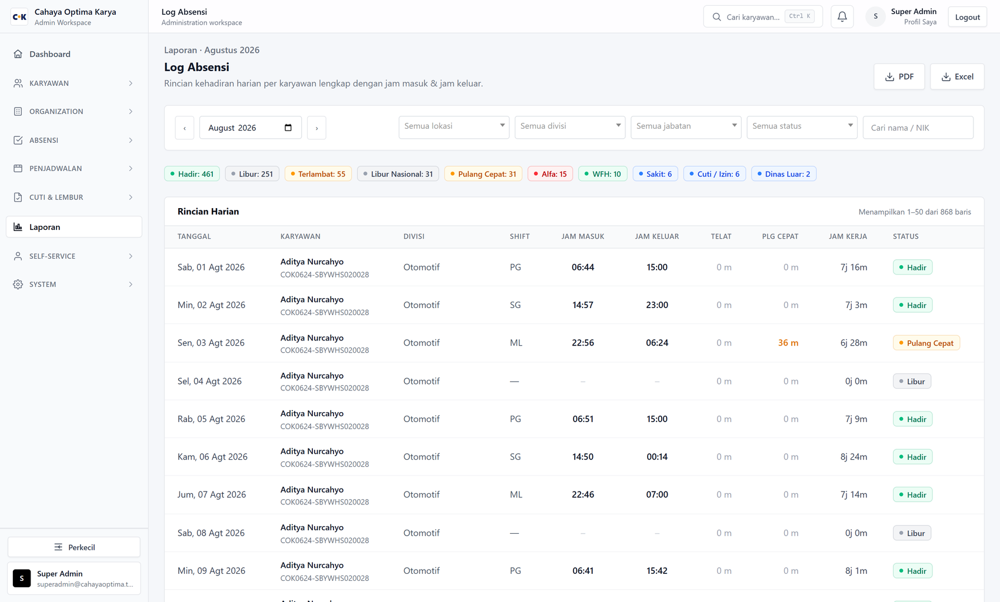 C•K
Cahaya Optima Karya
Admin Workspace
Log Absensi
Administration workspace
Cari karyawan...
Ctrl K
S
Super Admin
Profil Saya
Logout
Dashboard
KARYAWAN
ORGANIZATION
ABSENSI
PENJADWALAN
CUTI & LEMBUR
Laporan
SELF-SERVICE
SYSTEM
Perkecil
S
Super Admin
superadmin@cahayaoptima.t...
Laporan · Agustus 2026
Log Absensi
Rincian kehadiran harian per karyawan lengkap dengan jam masuk & jam keluar.
PDF
Excel
‹
August 2026
›
Semua lokasi
Semua divisi
Semua jabatan
Semua status
Cari nama / NIK
Hadir: 461
Libur: 251
Terlambat: 55
Libur Nasional: 31
Pulang Cepat: 31
Alfa: 15
WFH: 10
Sakit: 6
Cuti / Izin: 6
Dinas Luar: 2
Rincian Harian
Menampilkan 1–50 dari 868 baris
TANGGAL KARYAWAN DIVISI SHIFT JAM MASUK JAM KELUAR TELAT PLG CEPAT JAM KERJA STATUS
Sab, 01 Agt 2026 Aditya Nurcahyo Otomotif PG 06:44 15:00 0 m 0 m 7j 16m Hadir
COK0624-SBYWHS020028
Min, 02 Agt 2026 Aditya Nurcahyo Otomotif SG 14:57 23:00 0 m 0 m 7j 3m Hadir
COK0624-SBYWHS020028
Sen, 03 Agt 2026 Aditya Nurcahyo Otomotif ML 22:56 06:24 0 m 36 m 6j 28m Pulang Cepat
COK0624-SBYWHS020028
Sel, 04 Agt 2026 Aditya Nurcahyo Otomotif — – – 0 m 0 m 0j 0m Libur
COK0624-SBYWHS020028
Rab, 05 Agt 2026 Aditya Nurcahyo Otomotif PG 06:51 15:00 0 m 0 m 7j 9m Hadir
COK0624-SBYWHS020028
Kam, 06 Agt 2026 Aditya Nurcahyo Otomotif SG 14:50 00:14 0 m 0 m 8j 24m Hadir
COK0624-SBYWHS020028
Jum, 07 Agt 2026 Aditya Nurcahyo Otomotif ML 22:46 07:00 0 m 0 m 7j 14m Hadir
COK0624-SBYWHS020028
Sab, 08 Agt 2026 Aditya Nurcahyo Otomotif — – – 0 m 0 m 0j 0m Libur
COK0624-SBYWHS020028
Min, 09 Agt 2026 Aditya Nurcahyo Otomotif PG 06:41 15:42 0 m 0 m 8j 1m Hadir
COK0624-SBYWHS020028